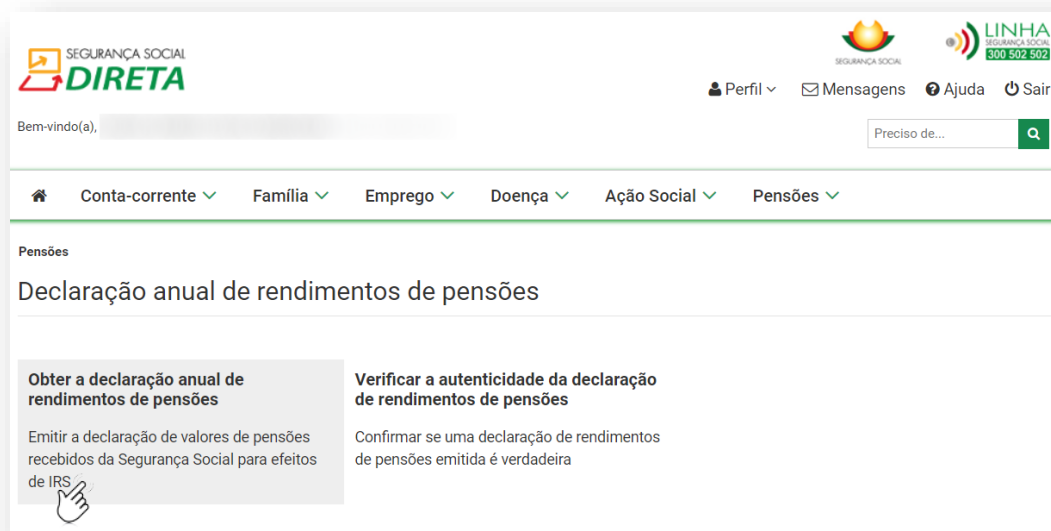 SEGURANÇA SOCIAL
DIRETA
SEGURANÇA SOCIAL
LINHA
SEGURANÇA SOCIAL
300 502 502
Perfil
Mensagens
Ajuda
Sair
Bem-vindo(a),
Preciso de...
Conta-corrente
Família
Emprego
Doença
Ação Social
Pensões
Pensões
Declaração anual de rendimentos de pensões
Obter a declaração anual de
rendimentos de pensões
Emitir a declaração de valores de pensões
recebidos da Segurança Social para efeitos
de IRS
Verificar a autenticidade da declaração
de rendimentos de pensões
Confirmar se uma declaração de rendimentos
de pensões emitida é verdadeira